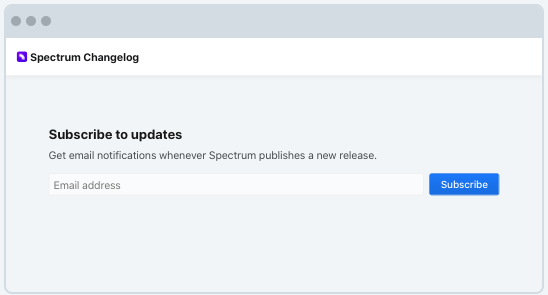 Spectrum Changelog
Subscribe to updates
Get email notifications whenever Spectrum publishes a new release.
Email address
Subscribe